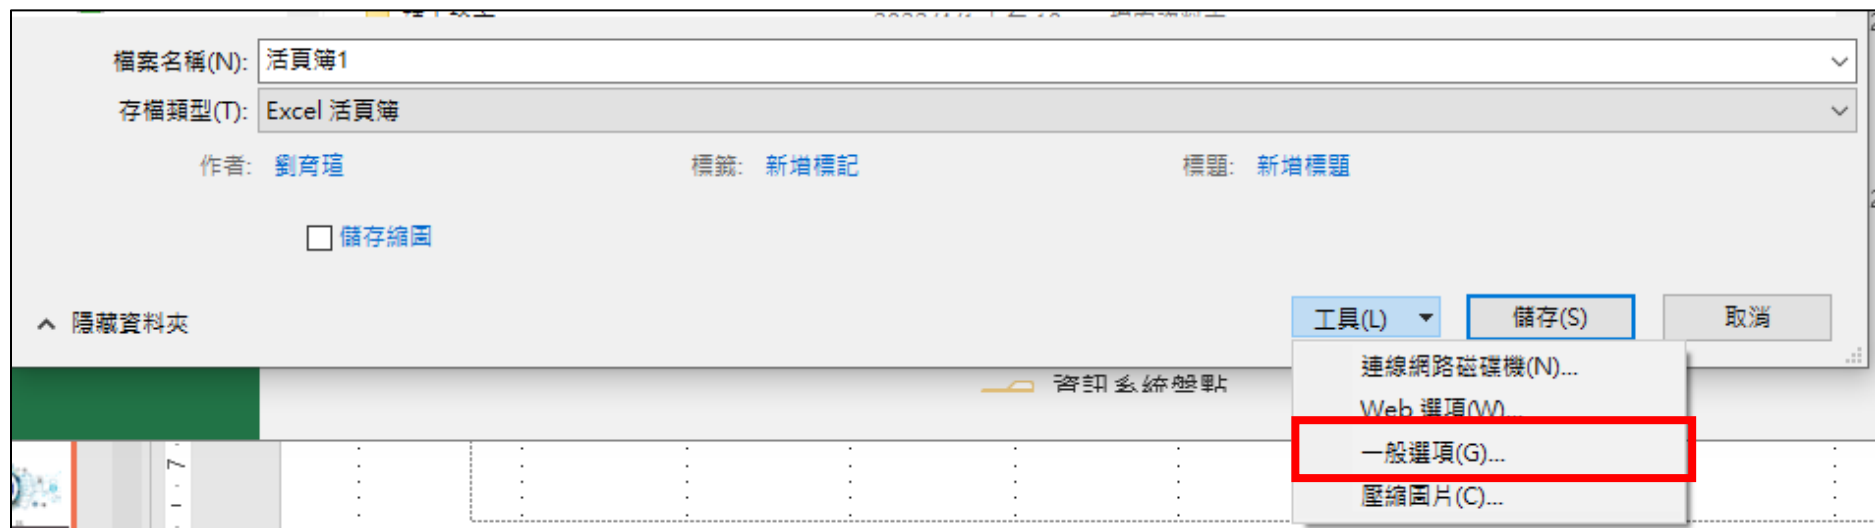 檔案名稱(N): 活頁簿1
存檔類型(T): Excel 活頁簿
作者: 劉育瑄 標籤: 新增標記 標題: 新增標題
儲存縮圖
隱藏資料夾 工具(L) 儲存(S) 取消
連線網路磁碟機(N)...
資訊系統盤點
Web 選項(W)...
一般選項(G)...
壓縮圖片(C)...